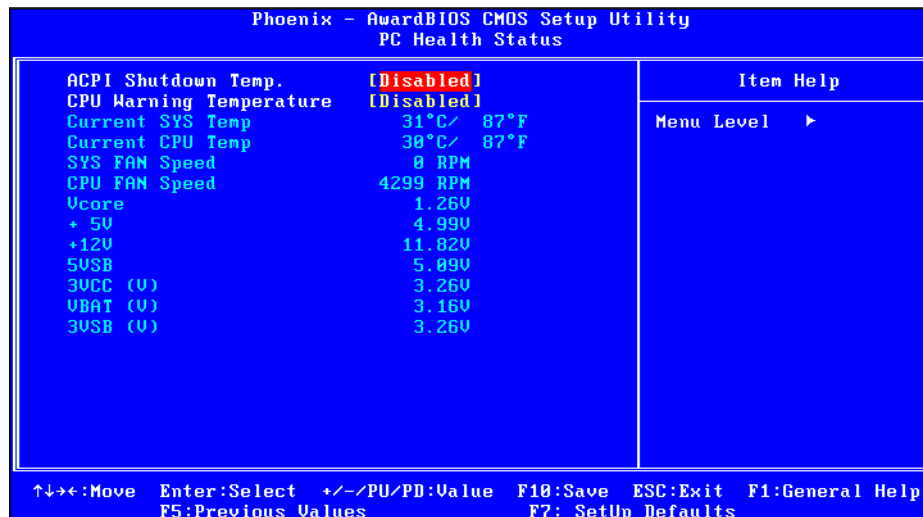 Phoenix - AwardBIOS CMOS Setup Utility
PC Health Status
ACPI Shutdown Temp. [Disabled]
CPU Warning Temperature [Disabled]
Current SYS Temp 31°C/ 87°F
Current CPU Temp 30°C/ 87°F
SYS FAN Speed 0 RPM
CPU FAN Speed 4299 RPM
Vcore 1.26V
+ 5V 4.99V
+12V 11.82V
5VSB 5.09V
3VCC (V) 3.26V
VBAT (V) 3.16V
3VSB (V) 3.26V
Item Help
Menu Level ►
↑↓→←:Move Enter:Select +/-/PU/PD:Value F10:Save ESC:Exit F1:General Help
F5:Previous Values F7: SetUp Defaults